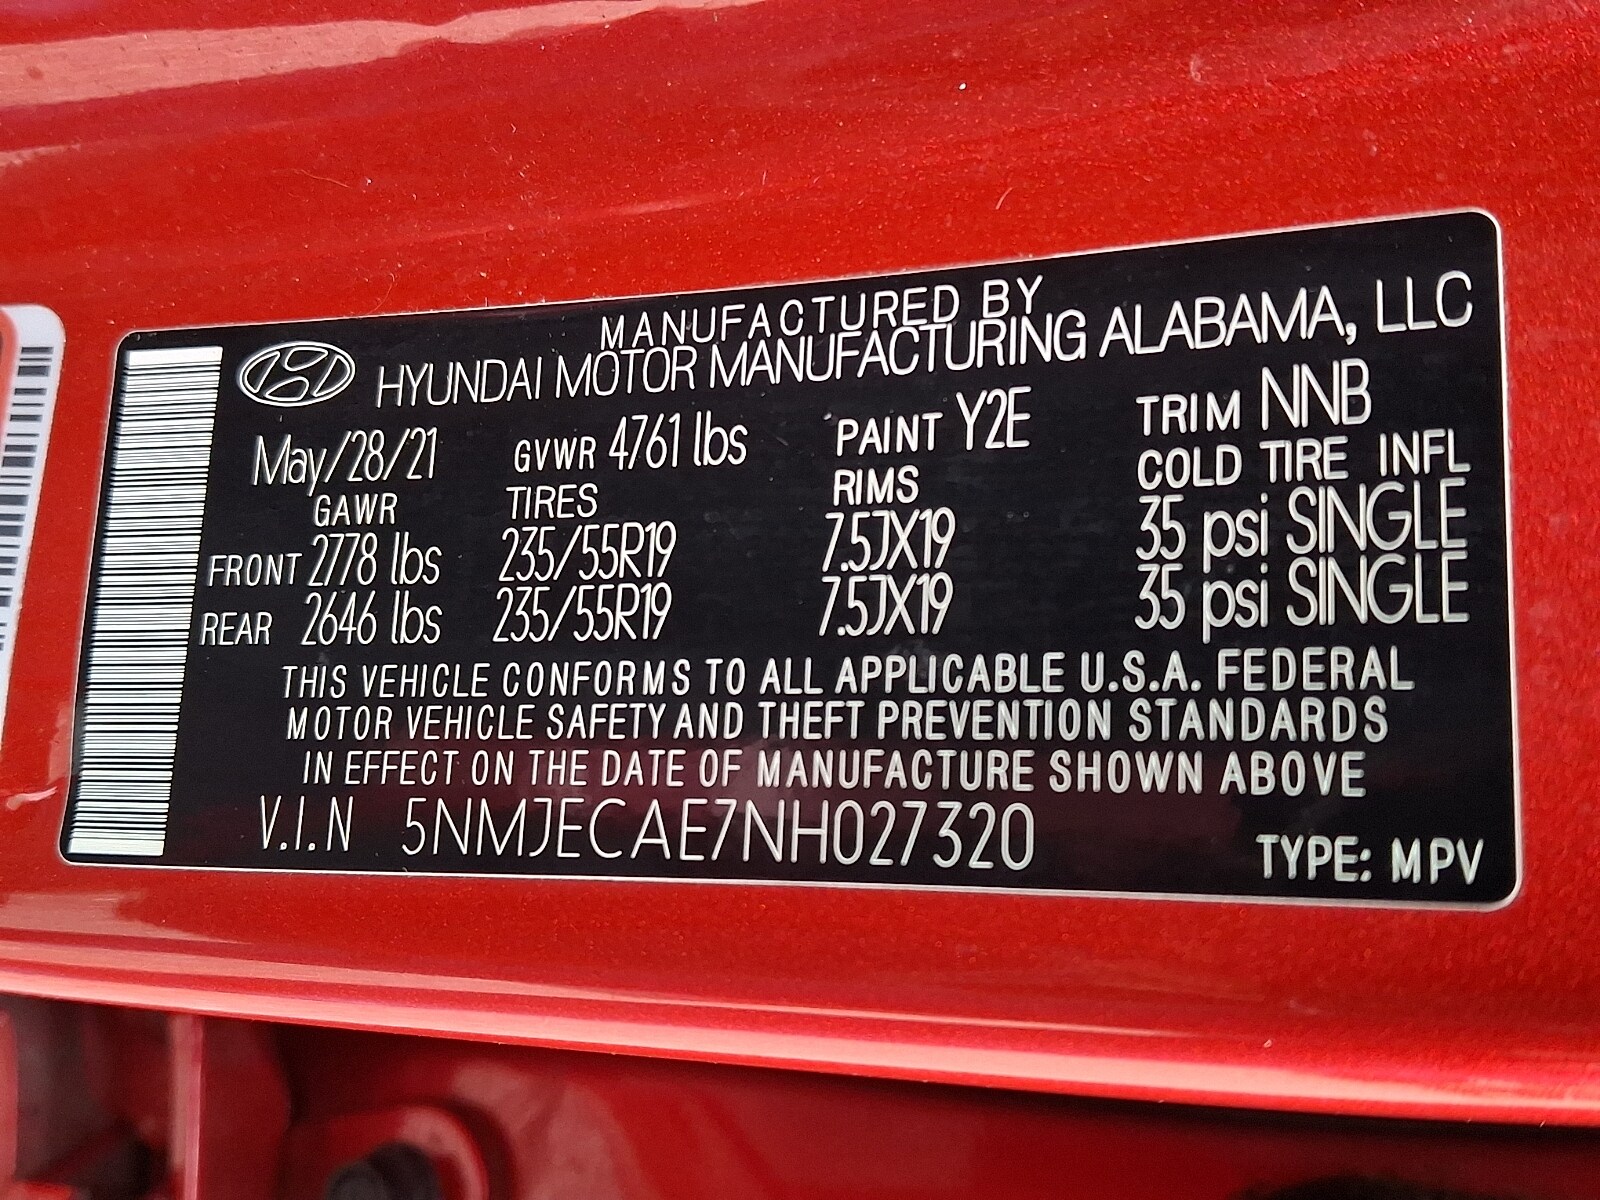 MANUFACTURED BY
HYUNDAI MOTOR MANUFACTURING ALABAMA, LLC
May/28/21 GVWR 4761 lbs PAINT Y2E TRIM NNB
GAWR TIRES RIMS COLD TIRE INFL
FRONT 2778 lbs 235/55R19 7.5JX19 35 psi SINGLE
REAR 2646 lbs 235/55R19 7.5JX19 35 psi SINGLE
THIS VEHICLE CONFORMS TO ALL APPLICABLE U.S.A. FEDERAL
MOTOR VEHICLE SAFETY AND THEFT PREVENTION STANDARDS
IN EFFECT ON THE DATE OF MANUFACTURE SHOWN ABOVE
V.I.N 5NMJECAE7NH027320 TYPE: MPV